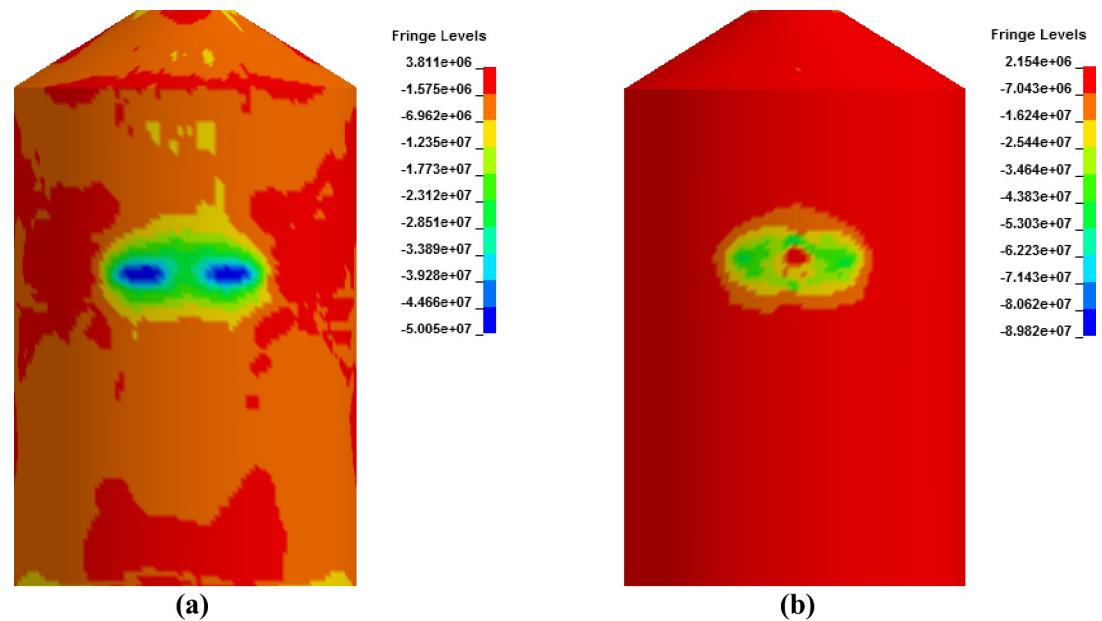 Fringe Levels
3.811e+06
-1.575e+06
-6.962e+06
-1.235e+07
-1.773e+07
-2.312e+07
-2.851e+07
-3.389e+07
-3.928e+07
-4.466e+07
-5.005e+07
(a)
Fringe Levels
2.154e+06
-7.043e+06
-1.624e+07
-2.544e+07
-3.464e+07
-4.383e+07
-5.303e+07
-6.223e+07
-7.143e+07
-8.062e+07
-8.982e+07
(b)